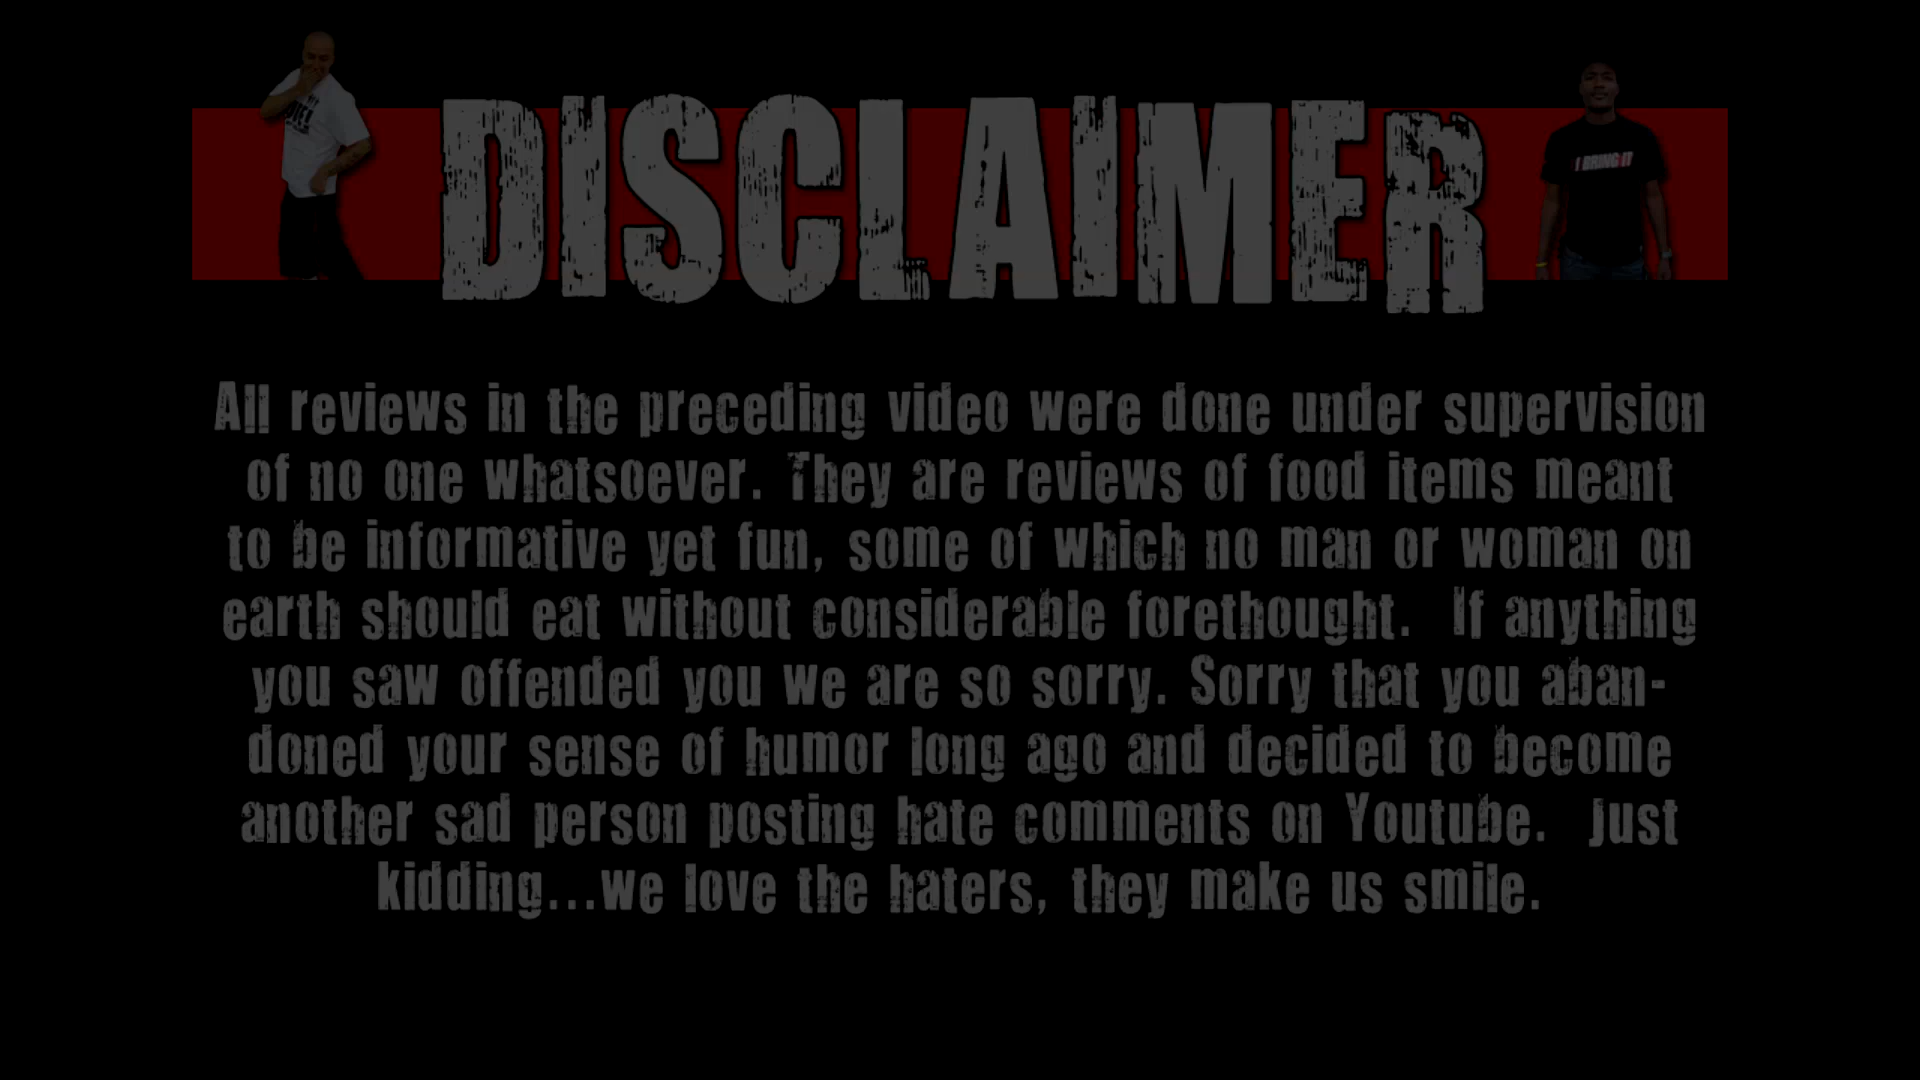 DISCLAIMER
DIET
I BRING IT
All reviews in the preceding video were done under supervision
of no one whatsoever. They are reviews of food items meant
to be informative yet fun, some of which no man or woman on
earth should eat without considerable forethought. If anything
you saw offended you we are so sorry. Sorry that you aban-
doned your sense of humor long ago and decided to become
another sad person posting hate comments on Youtube. Just
kidding...we love the haters, they make us smile.